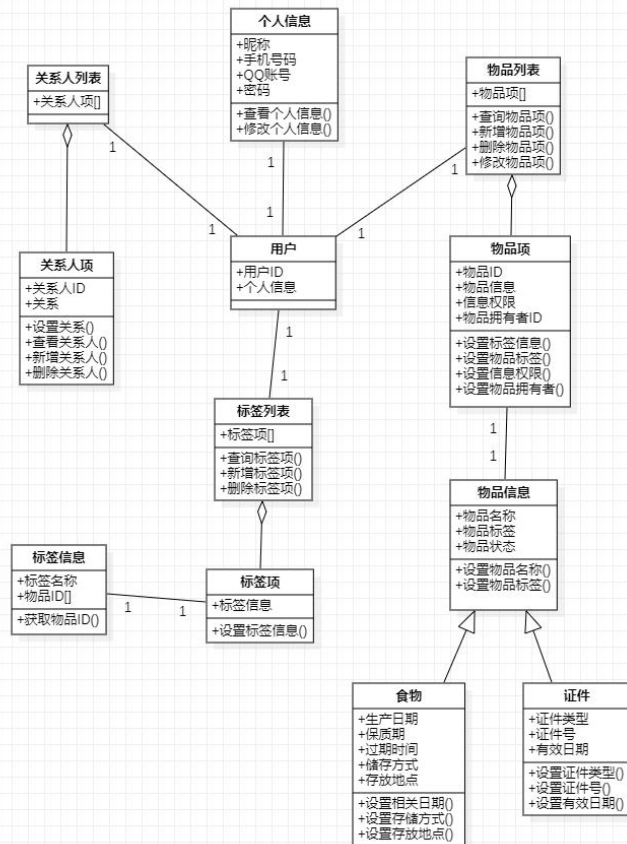 个人信息
+昵称
+手机号码
+QQ账号
+密码
+查看个人信息()
+修改个人信息()
关系人列表
+关系人项[]
物品列表
+物品项[]
+查询物品项()
+新增物品项()
+删除物品项()
+修改物品项()
1
1
1
1
1
1
关系人项
+关系人ID
+关系
+设置关系()
+查看关系人()
+新增关系人()
+删除关系人()
用户
+用户ID
+个人信息
物品项
+物品ID
+物品信息
+信息权限
+物品拥有者ID
+设置标签信息()
+设置物品标签()
+设置信息权限()
+设置物品拥有者()
1
1
标签列表
+标签项[]
+查询标签项()
+新增标签项()
+删除标签项()
1
1
物品信息
+物品名称
+物品标签
+物品状态
+设置物品名称()
+设置物品标签()
标签信息
+标签名称
+物品ID[]
+获取物品ID()
1
1
标签项
+标签信息
+设置标签信息()
食物
+生产日期
+保质期
+过期时间
+储存方式
+存放地点
+设置相关日期()
+设置存储方式()
+设置存放地点()
证件
+证件类型
+证件号
+有效日期
+设置证件类型()
+设置证件号()
+设置有效日期()